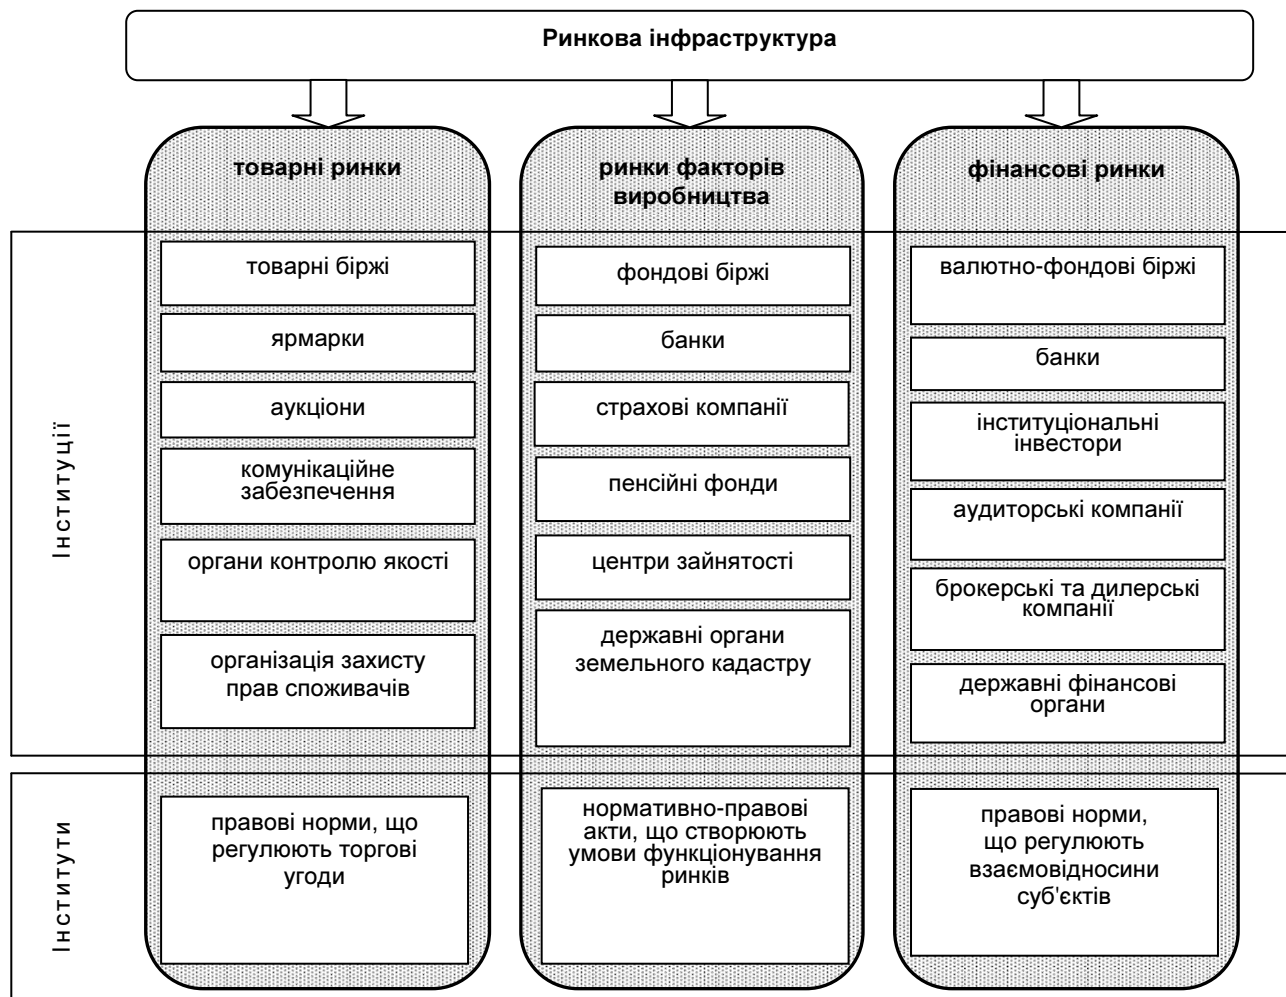 Ринкова інфраструктура
товарні ринки
ринки факторів
виробництва
фінансові ринки
Інституції
товарні біржі
ярмарки
аукціони
комунікаційне
забезпечення
органи контролю якості
організація захисту
прав споживачів
фондові біржі
банки
страхові компанії
пенсійні фонди
центри зайнятості
державні органи
земельного кадастру
валютно-фондові біржі
банки
інституціональні
інвестори
аудиторські компанії
брокерські та дилерські
компанії
державні фінансові
органи
Інститути
правові норми, що
регулюють торгові
угоди
нормативно-правові
акти, що створюють
умови функціонування
ринків
правові норми,
що регулюють
взаємовідносини
суб'єктів